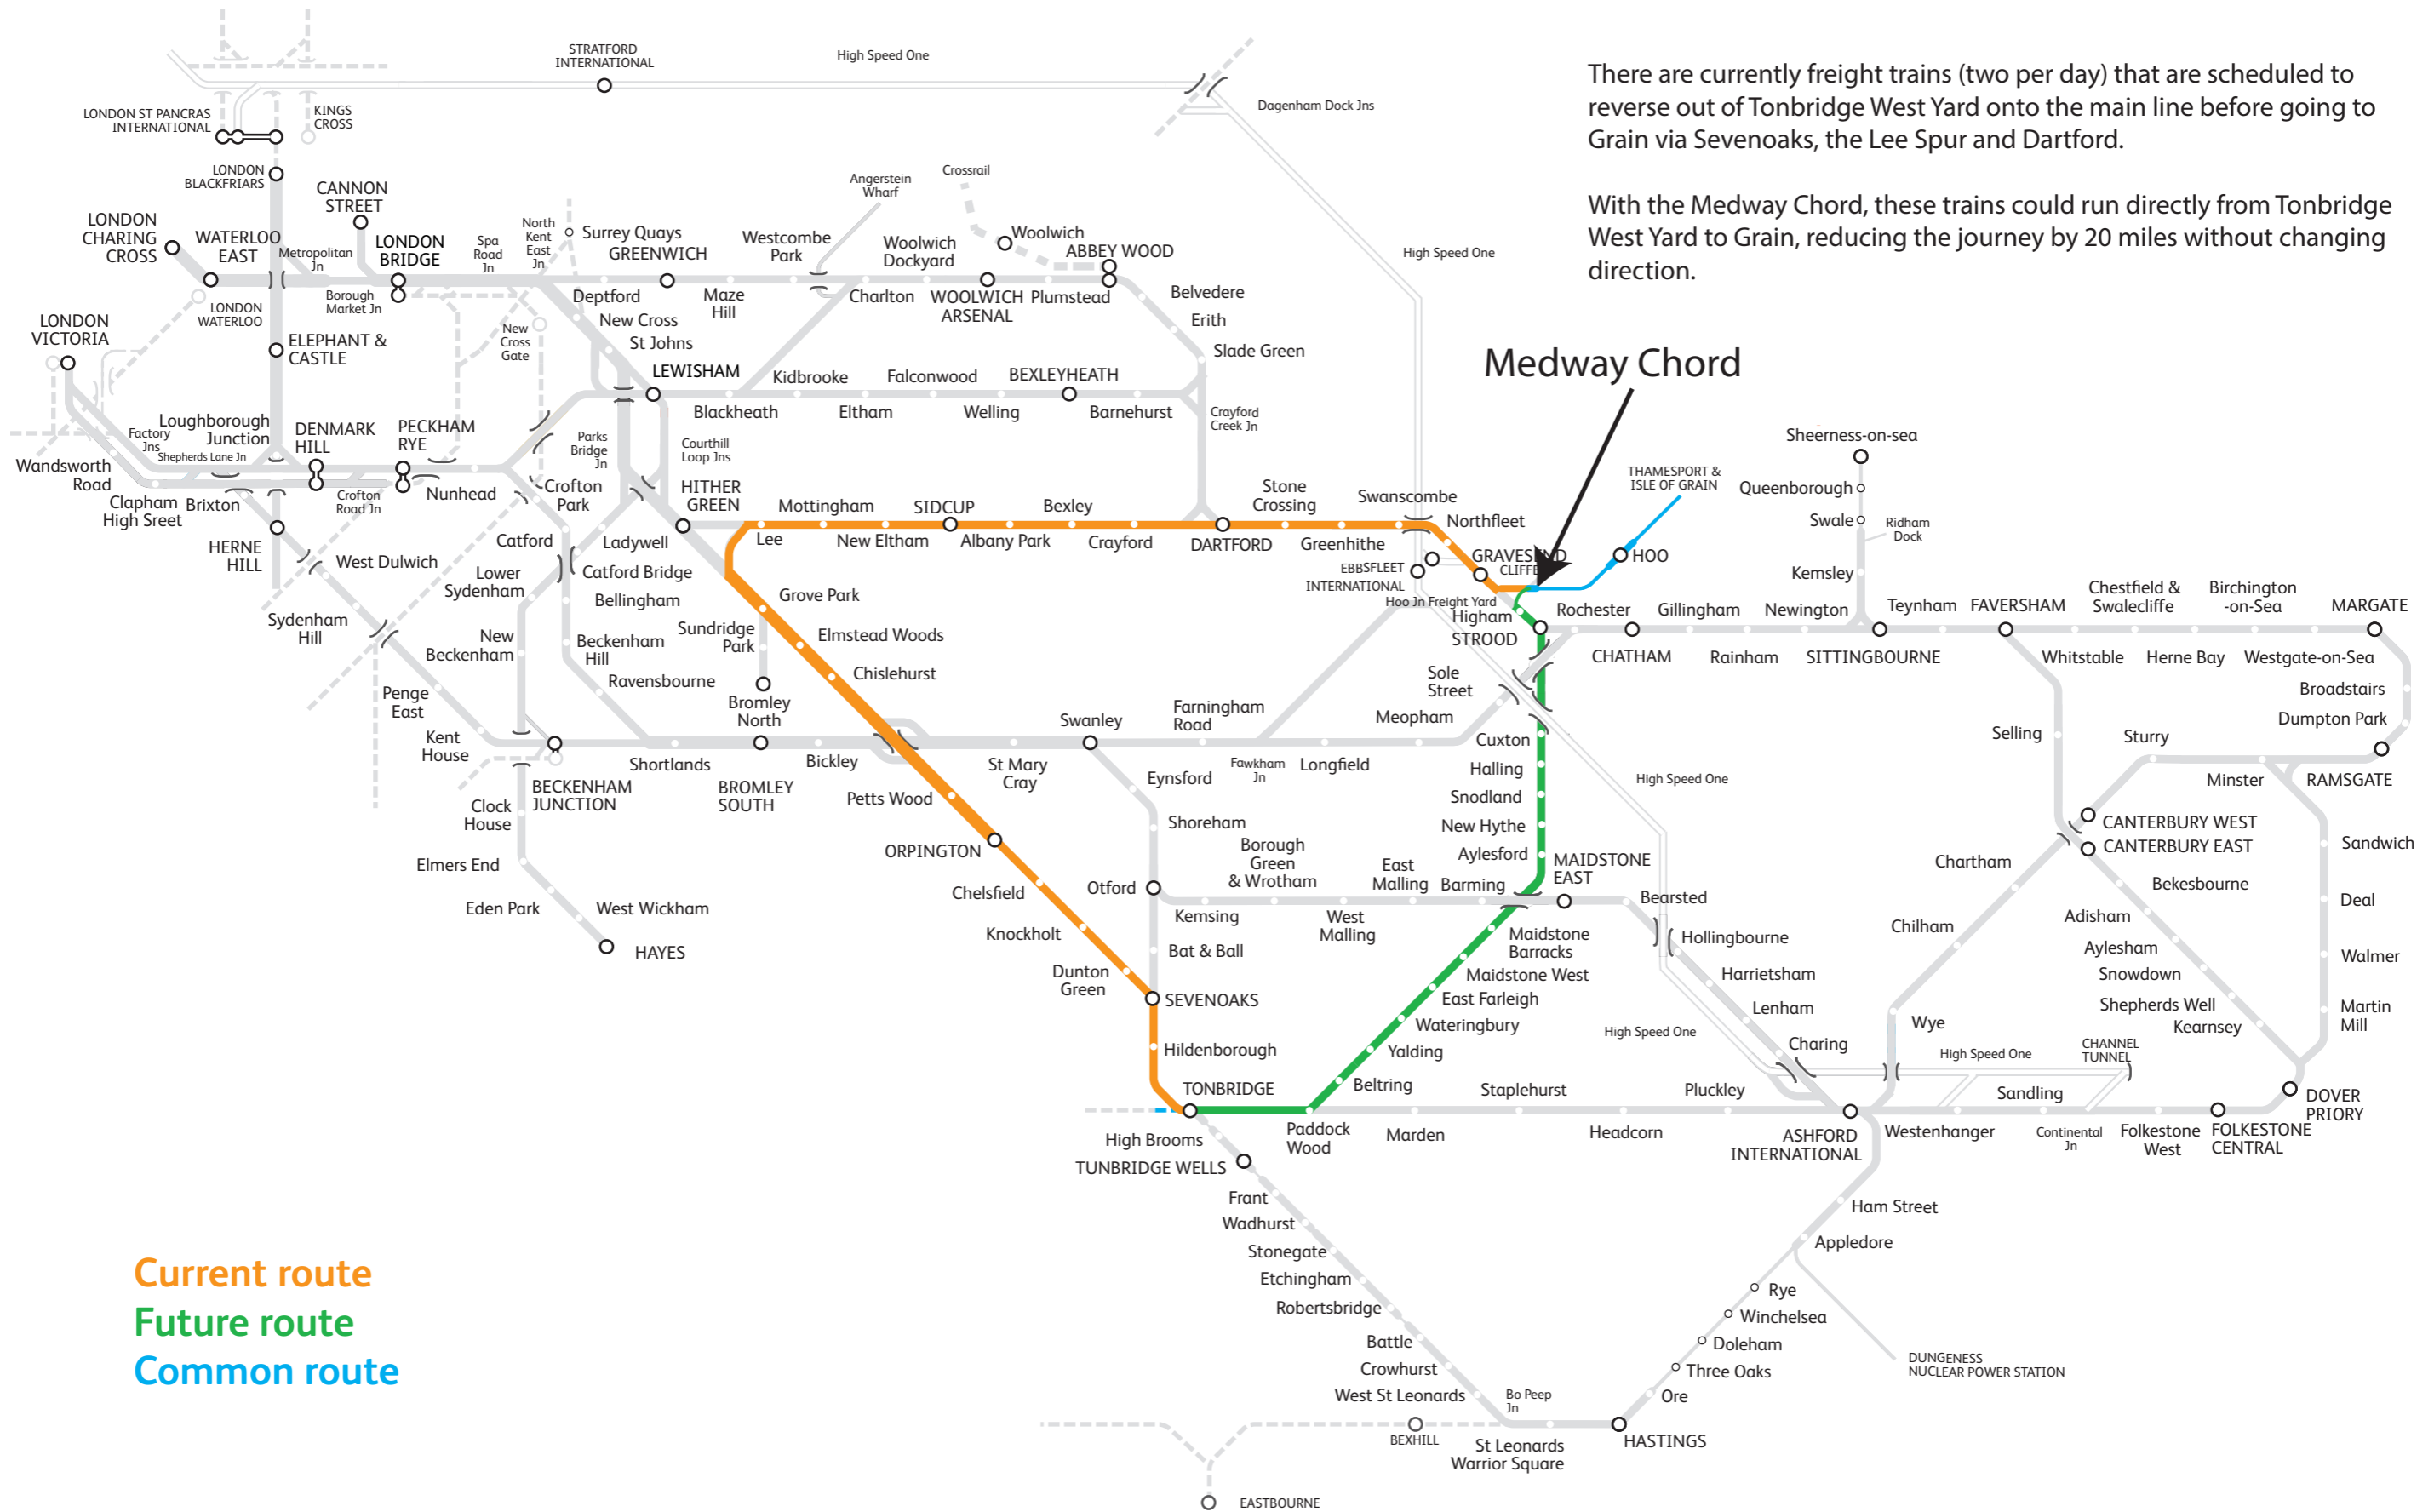 STRATFORD
INTERNATIONAL
High Speed One
There are currently freight trains (two per day) that are scheduled to
reverse out of Tonbridge West Yard onto the main line before going to
Grain via Sevenoaks, the Lee Spur and Dartford.
With the Medway Chord, these trains could run directly from Tonbridge
West Yard to Grain, reducing the journey by 20 miles without changing
direction.
LONDON ST PANCRAS
INTERNATIONAL
KINGS
CROSS
Dagenham Dock Jns
LONDON
BLACKFRIARS
CANNON
STREET
Angerstein
Wharf
Crossrail
LONDON
CHARING
CROSS
WATERLOO
EAST
Metropolitan
Jn
LONDON
BRIDGE
Spa
Road
Jn
North
Kent
East
Jn
Surrey Quays
GREENWICH
Westcombe
Park
Woolwich
Dockyard
Woolwich
ABBEY WOOD
High Speed One
LONDON
WATERLOO
Borough
Market Jn
Deptford
Maze
Hill
Charlton
WOOLWICH
ARSENAL
Plumstead
Belvedere
Erith
Slade Green
LONDON
VICTORIA
ELEPHANT &
CASTLE
New
Cross
Gate
New Cross
St Johns
LEWISHAM
Kidbrooke
Falconwood
BEXLEYHEATH
Blackheath
Eltham
Welling
Barnehurst
Crayford
Creek Jn
Medway Chord
Factory
Jns
Shepherds Lane Jn
Loughborough
Junction
DENMARK
HILL
PECKHAM
RYE
Parks
Bridge
Jn
Courthill
Loop Jns
Wandsworth
Road
Clapham
High Sreet
Brixton
Crofton
Road Jn
Nunhead
Crofton
Park
HITHER
GREEN
Mottingham
SIDCUP
Bexley
Stone
Crossing
Swanscombe
Northfleet
Sheerness-on-sea
THAMESPORT &
ISLE OF GRAIN
Queenborough
Swale
Ridham
Dock
HERNE
HILL
West Dulwich
Catford
Ladywell
Lee
New Eltham
Albany Park
Crayford
DARTFORD
Greenhithe
EBBSFLEET
INTERNATIONAL
GRAVESEND
CLIFFE
HOO
Kemsley
Lower
Sydenham
Catford Bridge
Bellingham
Grove Park
Hoo Jn Freight Yard
Higham
STROOD
Rochester
Gillingham
Newington
Teynham
FAVERSHAM
Chestfield &
Swalecliffe
Birchington
-on-Sea
MARGATE
Sydenham
Hill
New
Beckenham
Beckenham
Hill
Sundridge
Park
Elmstead Woods
CHATHAM
Rainham
SITTINGBOURNE
Whitstable
Herne Bay
Westgate-on-Sea
Ravensbourne
Chislehurst
Sole
Street
Broadstairs
Penge
East
Bromley
North
Swanley
Farningham
Road
Meopham
Dumpton Park
Kent
House
Cuxton
Selling
Sturry
Shortlands
Bickley
St Mary
Cray
Eynsford
Fawkham
Jn
Longfield
Halling
High Speed One
Minster
RAMSGATE
BECKENHAM
JUNCTION
BROMLEY
SOUTH
Petts Wood
Snodland
Clock
House
Shoreham
New Hythe
CANTERBURY WEST
CANTERBURY EAST
Sandwich
ORPINGTON
Borough
Green
& Wrotham
East
Malling
Barming
Aylesford
MAIDSTONE
EAST
Chartham
Elmers End
Chelsfield
Otford
Bearsted
Bekesbourne
Deal
Eden Park
West Wickham
Kemsing
West
Malling
Adisham
Knockholt
Maidstone
Barracks
Hollingbourne
Chilham
Aylesham
HAYES
Bat & Ball
Walmer
Dunton
Green
Maidstone West
Harrietsham
Snowdown
SEVENOAKS
East Farleigh
Lenham
Shepherds Well
Martin
Mill
Wateringbury
High Speed One
Wye
Kearnsey
Hildenborough
Yalding
Charing
High Speed One
CHANNEL
TUNNEL
TONBRIDGE
Beltring
Staplehurst
Pluckley
Sandling
DOVER
PRIORY
High Brooms
Paddock
Wood
Marden
Headcorn
ASHFORD
INTERNATIONAL
Westenhanger
Continental
Jn
Folkestone
West
FOLKESTONE
CENTRAL
TUNBRIDGE WELLS
Frant
Ham Street
Wadhurst
Appledore
Stonegate
Current route
Etchingham
Rye
Robertsbridge
Winchelsea
Future route
Battle
Doleham
Crowhurst
Three Oaks
DUNGENESS
NUCLEAR POWER STATION
Common route
West St Leonards
Bo Peep
Jn
Ore
BEXHILL
St Leonards
Warrior Square
HASTINGS
EASTBOURNE